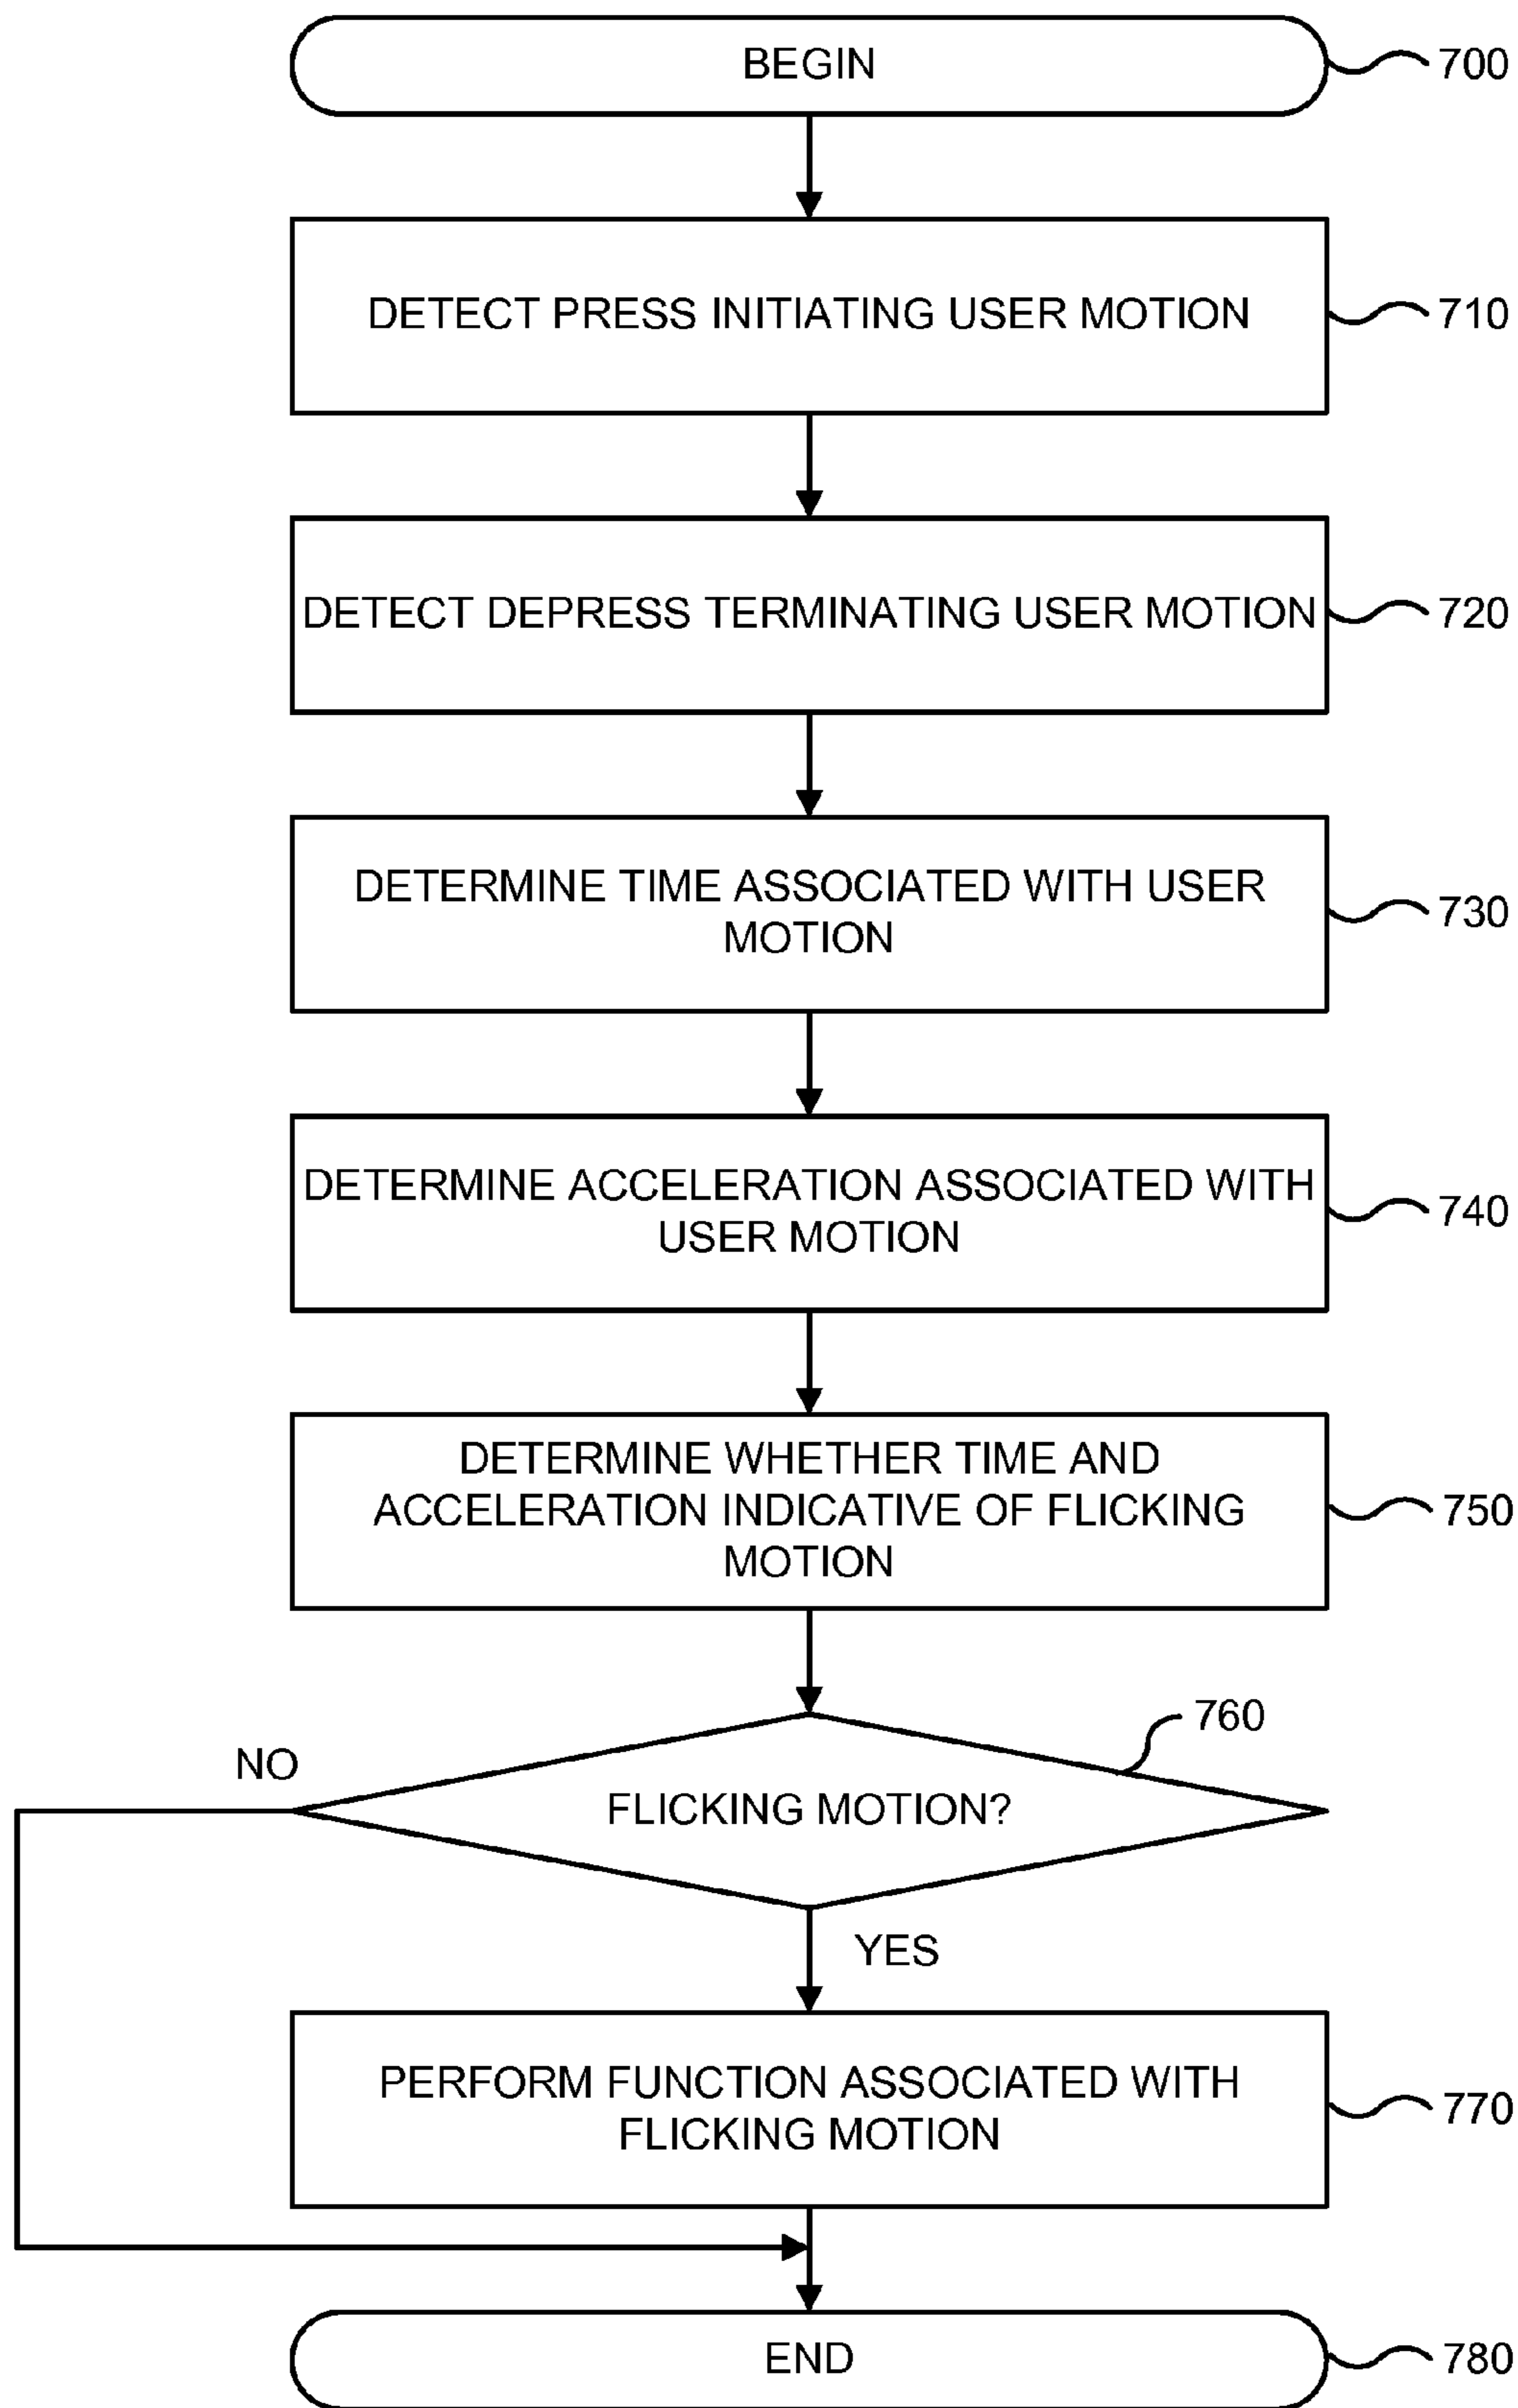 BEGIN
700
DETECT PRESS INITIATING USER MOTION
710
DETECT DEPRESS TERMINATING USER MOTION
720
DETERMINE TIME ASSOCIATED WITH USER
MOTION
730
DETERMINE ACCELERATION ASSOCIATED WITH
USER MOTION
740
DETERMINE WHETHER TIME AND
ACCELERATION INDICATIVE OF FLICKING
MOTION
750
760
NO
FLICKING MOTION?
YES
PERFORM FUNCTION ASSOCIATED WITH
FLICKING MOTION
770
END
780